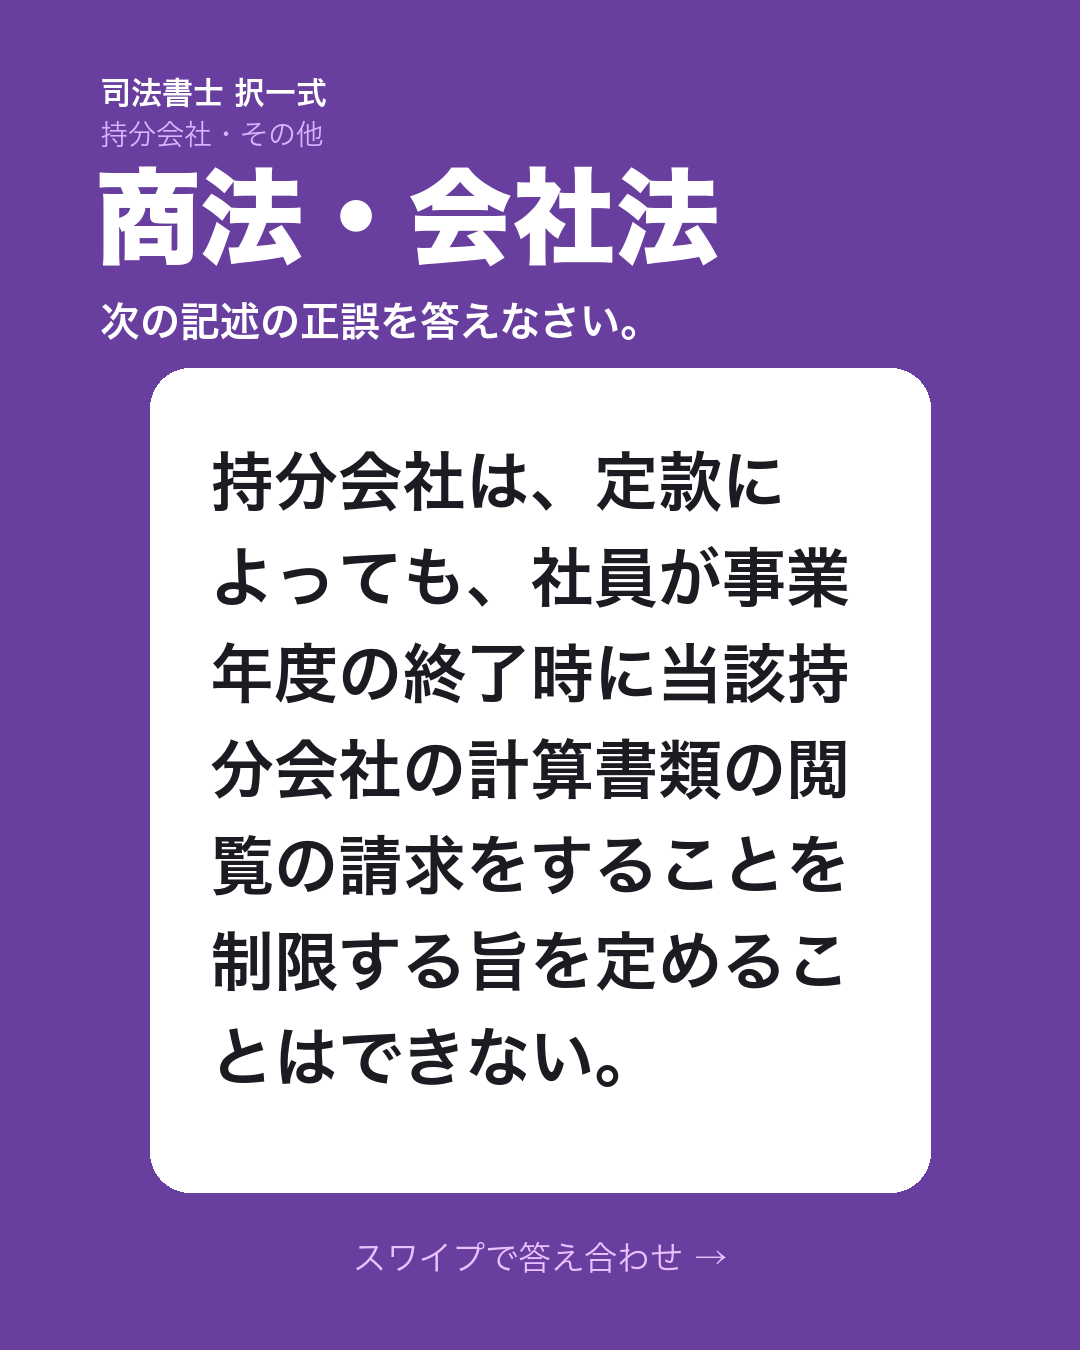 司法書士 択一式
持分会社・その他
商法・会社法
次の記述の正誤を答えなさい。
持分会社は、定款に
よっても、社員が事業
年度の終了時に当該持
分会社の計算書類の閲
覧の請求をすることを
制限する旨を定めるこ
とはできない。
スワイプで答え合わせ →